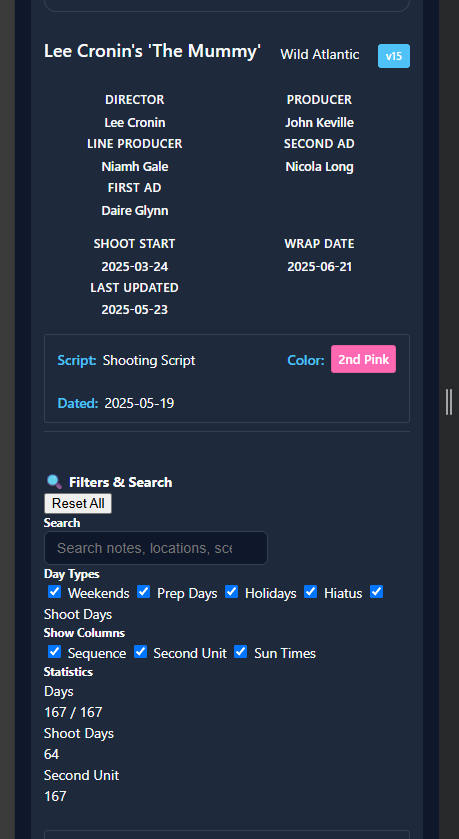 Lee Cronin's 'The Mummy' Wild Atlantic v15
DIRECTOR PRODUCER
Lee Cronin John Keville
LINE PRODUCER SECOND AD
Niamh Gale Nicola Long
FIRST AD
Daire Glynn
SHOOT START WRAP DATE
2025-03-24 2025-06-21
LAST UPDATED
2025-05-23
Script: Shooting Script Color: 2nd Pink
Dated: 2025-05-19
Filters & Search
Reset All
Search
Search notes, locations, sce
Day Types
Weekends Prep Days Holidays Hiatus
Shoot Days
Show Columns
Sequence Second Unit Sun Times
Statistics
Days
167 / 167
Shoot Days
64
Second Unit
167